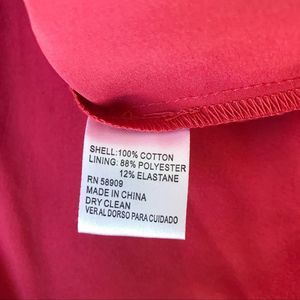 SHELL:100% COTTON
LINING: 88% POLYESTER
12% ELASTANE
RN 58909
MADE IN CHINA
DRY CLEAN
VER AL DORSO PARA CUIDADO